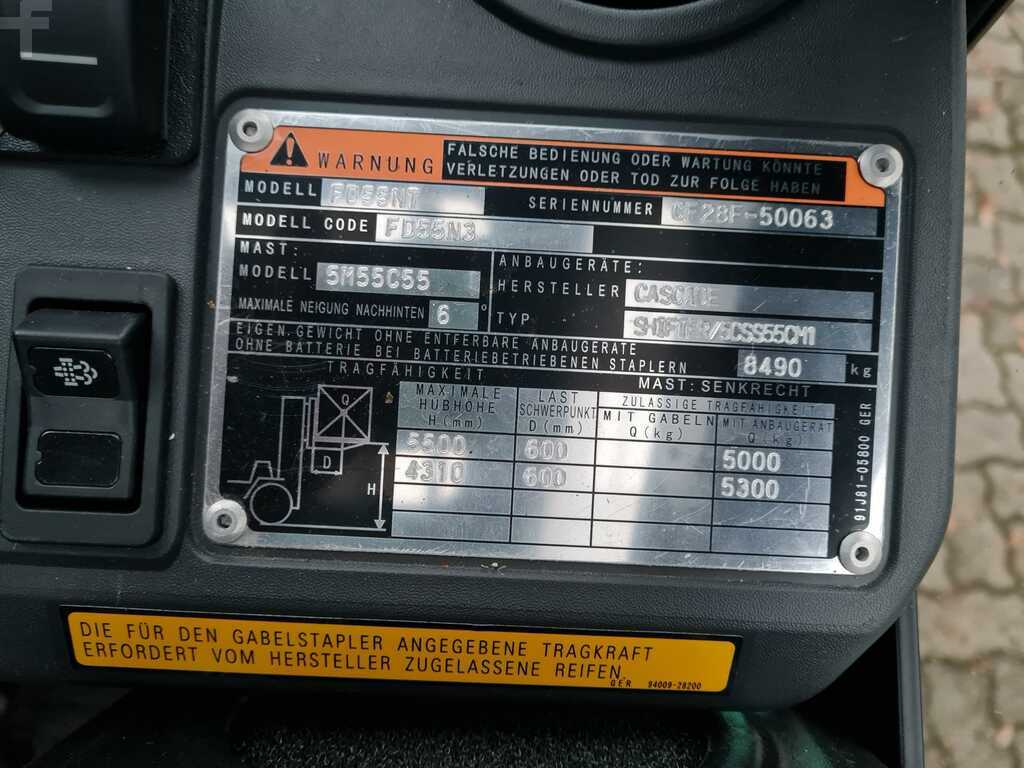 f
WARNUNG
FALSCHE BEDIENUNG ODER WARTUNG KÖNNTE
VERLETZUNGEN ODER TOD ZUR FOLGE HABEN
MODELL FD55NT SERIENNUMMER CF28F-50063
MODELL CODE FD55N3
MAST:
MODELL 5M55C55
MAXIMALE NEIGUNG NACHHINTEN 6°
ANBAUGERÄTE:
HERSTELLER CASCADE
TYP
EIGEN.GEWICHT OHNE ENTFERBARE ANBAUGERÄTE
OHNE BATTERIE BEI BATTERIEBETRIEBENEN STAPLERN 8490 kg
TRAGFÄHIGKEIT MAST:SENKRECHT
MAXIMALE HUBHÖHE H(mm)
LAST SCHWERPUNKT D(mm)
ZULÄSSIGE TRAGFÄHIGKEIT
MIT GABELN Q(kg)
MIT ANBAUGERÄT Q(kg)
5500 600 5000
4310 600 5300
Q
D
H
91J81-05800 GER
DIE FÜR DEN GABELSTAPLER ANGEGEBENE TRAGKRAFT
ERFORDERT VOM HERSTELLER ZUGELASSENE REIFEN.
GER 94009-28200